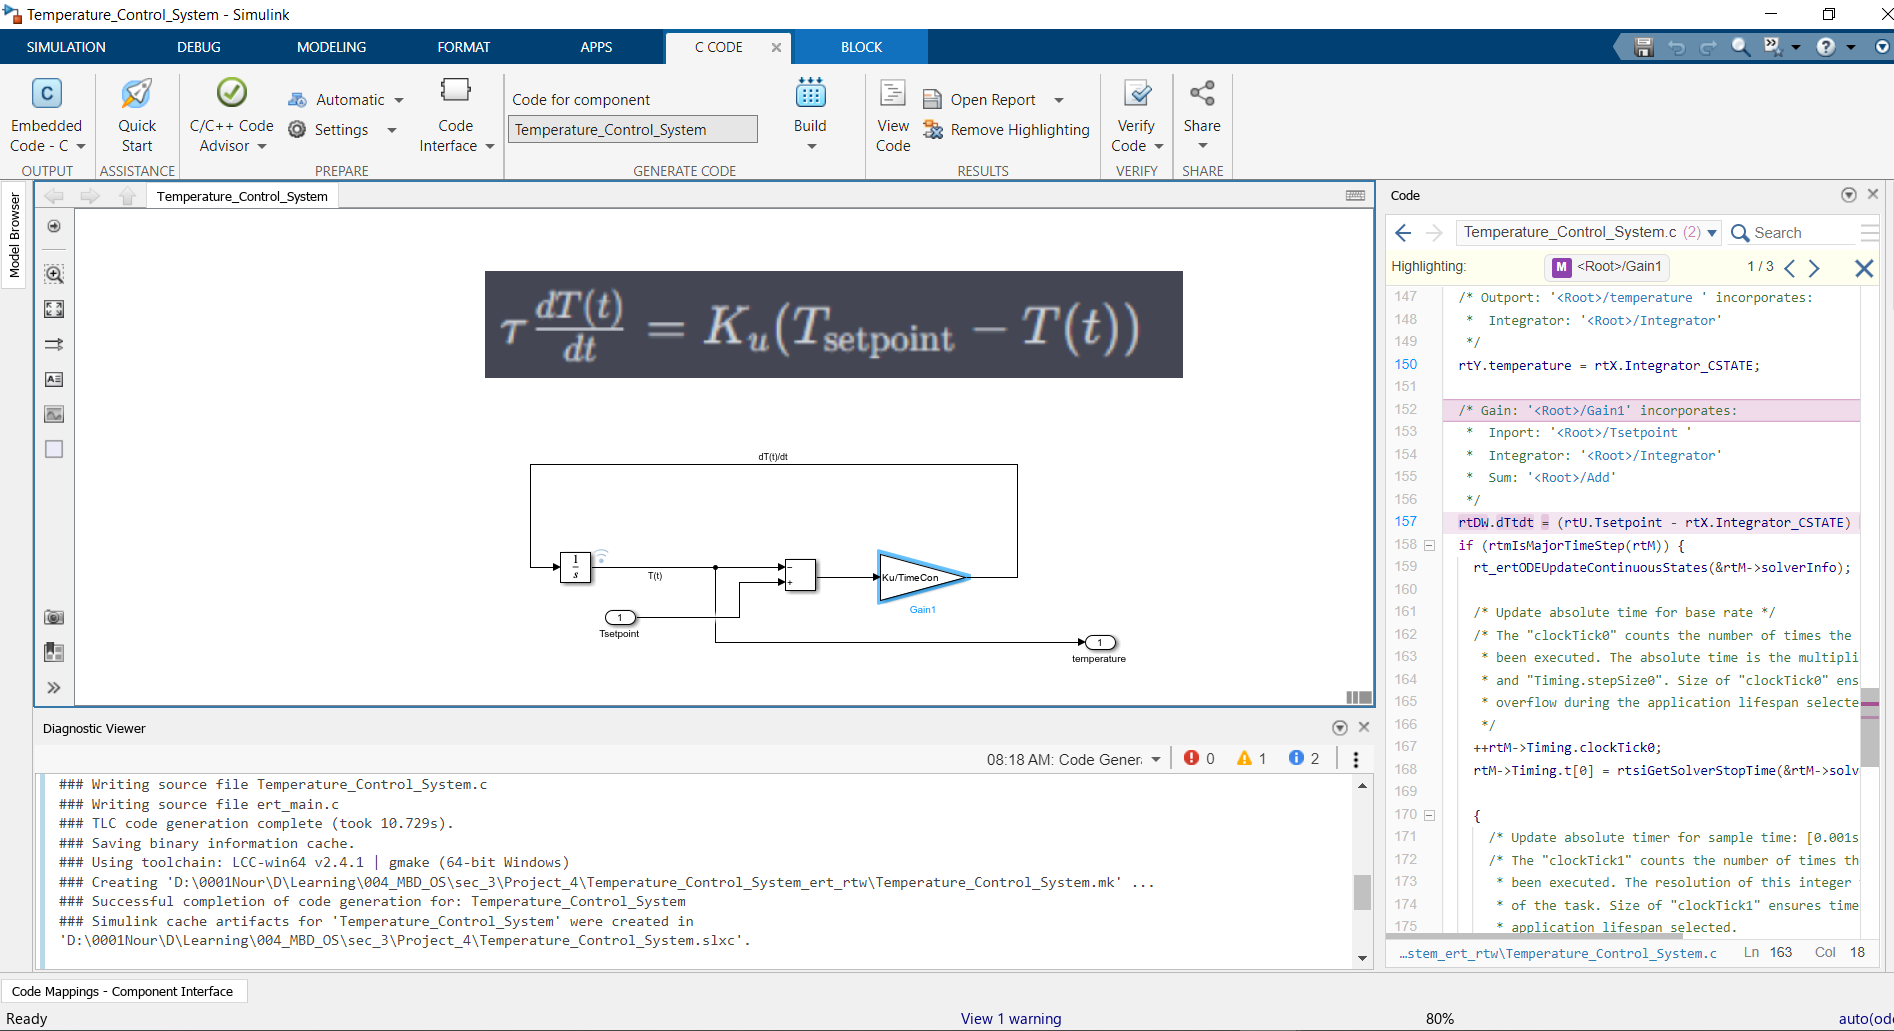 Temperature_Control_System - Simulink
SIMULATION DEBUG MODELING FORMAT APPS C CODE BLOCK
C
Embedded Code - C
OUTPUT
Quick Start
ASSISTANCE
C/C++ Code Advisor
Automatic
Settings
Code Interface
PREPARE
Code for component
Temperature_Control_System
Build
GENERATE CODE
View Code
Open Report
Remove Highlighting
RESULTS
Verify Code
VERIFY
Share
SHARE
Model Browser
Temperature_Control_System
τ dT(t)/dt = K_u(T_setpoint − T(t))
dT(t)/dt
1
s
T(t)
-
+
Ku/TimeCon
Gain1
1
Tsetpoint
1
temperature
Diagnostic Viewer
08:18 AM: Code Gener 0 1 2
### Writing source file Temperature_Control_System.c
### Writing source file ert_main.c
### TLC code generation complete (took 10.729s).
### Saving binary information cache.
### Using toolchain: LCC-win64 v2.4.1 | gmake (64-bit Windows)
### Creating 'D:\0001Nour\D\Learning\004_MBD_OS\sec_3\Project_4\Temperature_Control_System_ert_rtw\Temperature_Control_System.mk' ...
### Successful completion of code generation for: Temperature_Control_System
### Simulink cache artifacts for 'Temperature_Control_System' were created in
'D:\0001Nour\D\Learning\004_MBD_OS\sec_3\Project_4\Temperature_Control_System.slxc'.
Code
Temperature_Control_System.c (2) Search
Highlighting: M <Root>/Gain1 1 / 3
147 /* Outport: '<Root>/temperature ' incorporates:
148 * Integrator: '<Root>/Integrator'
149 */
150 rtY.temperature = rtX.Integrator_CSTATE;
151
152 /* Gain: '<Root>/Gain1' incorporates:
153 * Inport: '<Root>/Tsetpoint '
154 * Integrator: '<Root>/Integrator'
155 * Sum: '<Root>/Add'
156 */
157 rtDW.dTtdt = (rtU.Tsetpoint - rtX.Integrator_CSTATE)
158 if (rtmIsMajorTimeStep(rtM)) {
159 rt_ertODEUpdateContinuousStates(&rtM->solverInfo);
160
161 /* Update absolute time for base rate */
162 /* The "clockTick0" counts the number of times the
163 * been executed. The absolute time is the multipli
164 * and "Timing.stepSize0". Size of "clockTick0" ens
165 * overflow during the application lifespan selecte
166 */
167 ++rtM->Timing.clockTick0;
168 rtM->Timing.t[0] = rtsiGetSolverStopTime(&rtM->solv
169
170 {
171 /* Update absolute timer for sample time: [0.001s
172 /* The "clockTick1" counts the number of times th
173 * been executed. The resolution of this integer
174 * of the task. Size of "clockTick1" ensures time
175 * application lifespan selected.
...stem_ert_rtw\Temperature_Control_System.c Ln 163 Col 18
Code Mappings - Component Interface
Ready View 1 warning 80% auto(od